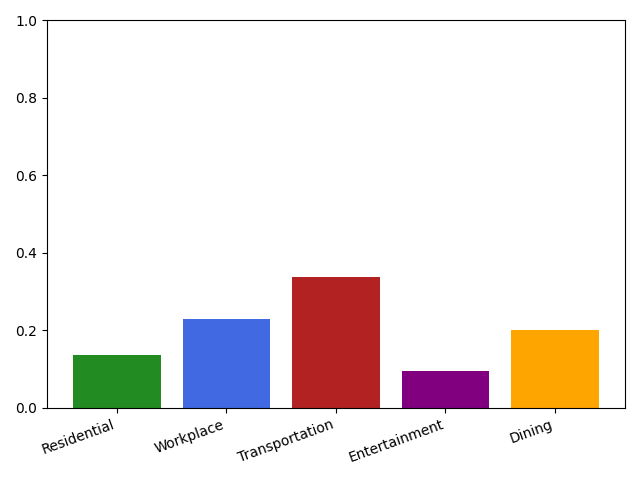 1.0
0.8
0.6
0.4
0.2
0.0
Residential
Workplace
Transportation
Entertainment
Dining